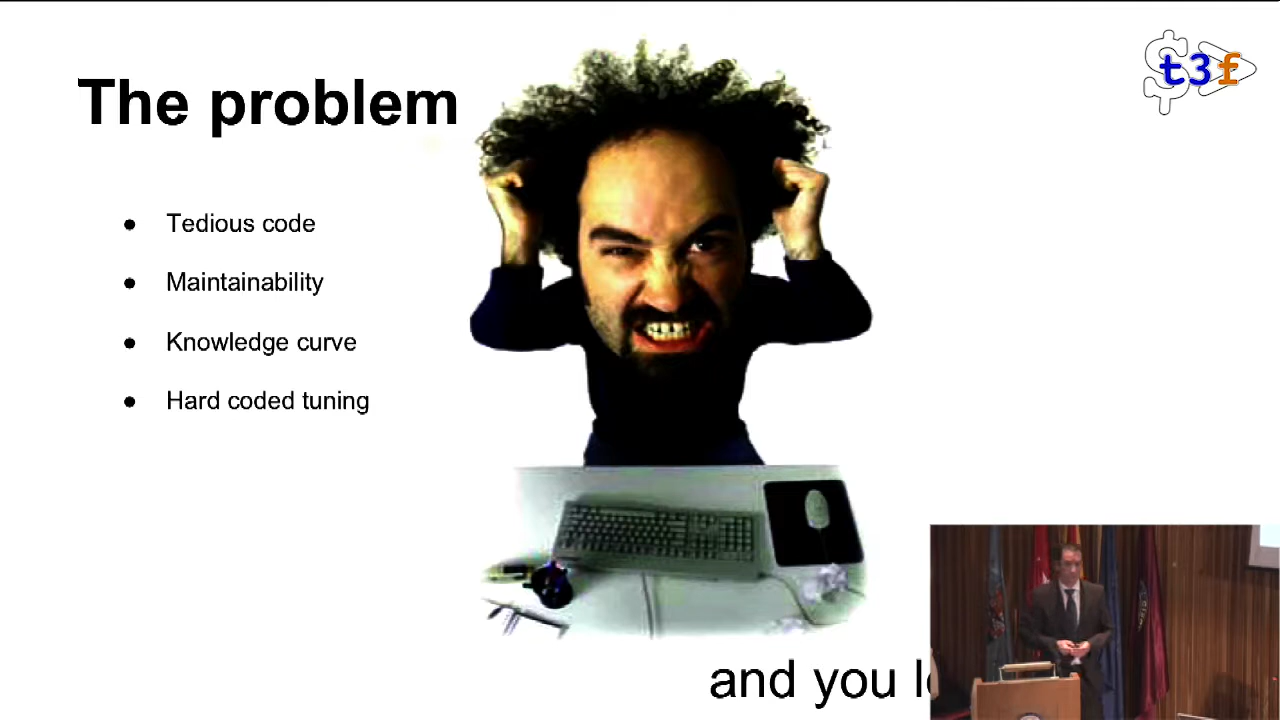 The problem
t3f
● Tedious code
● Maintainability
● Knowledge curve
● Hard coded tuning
and you